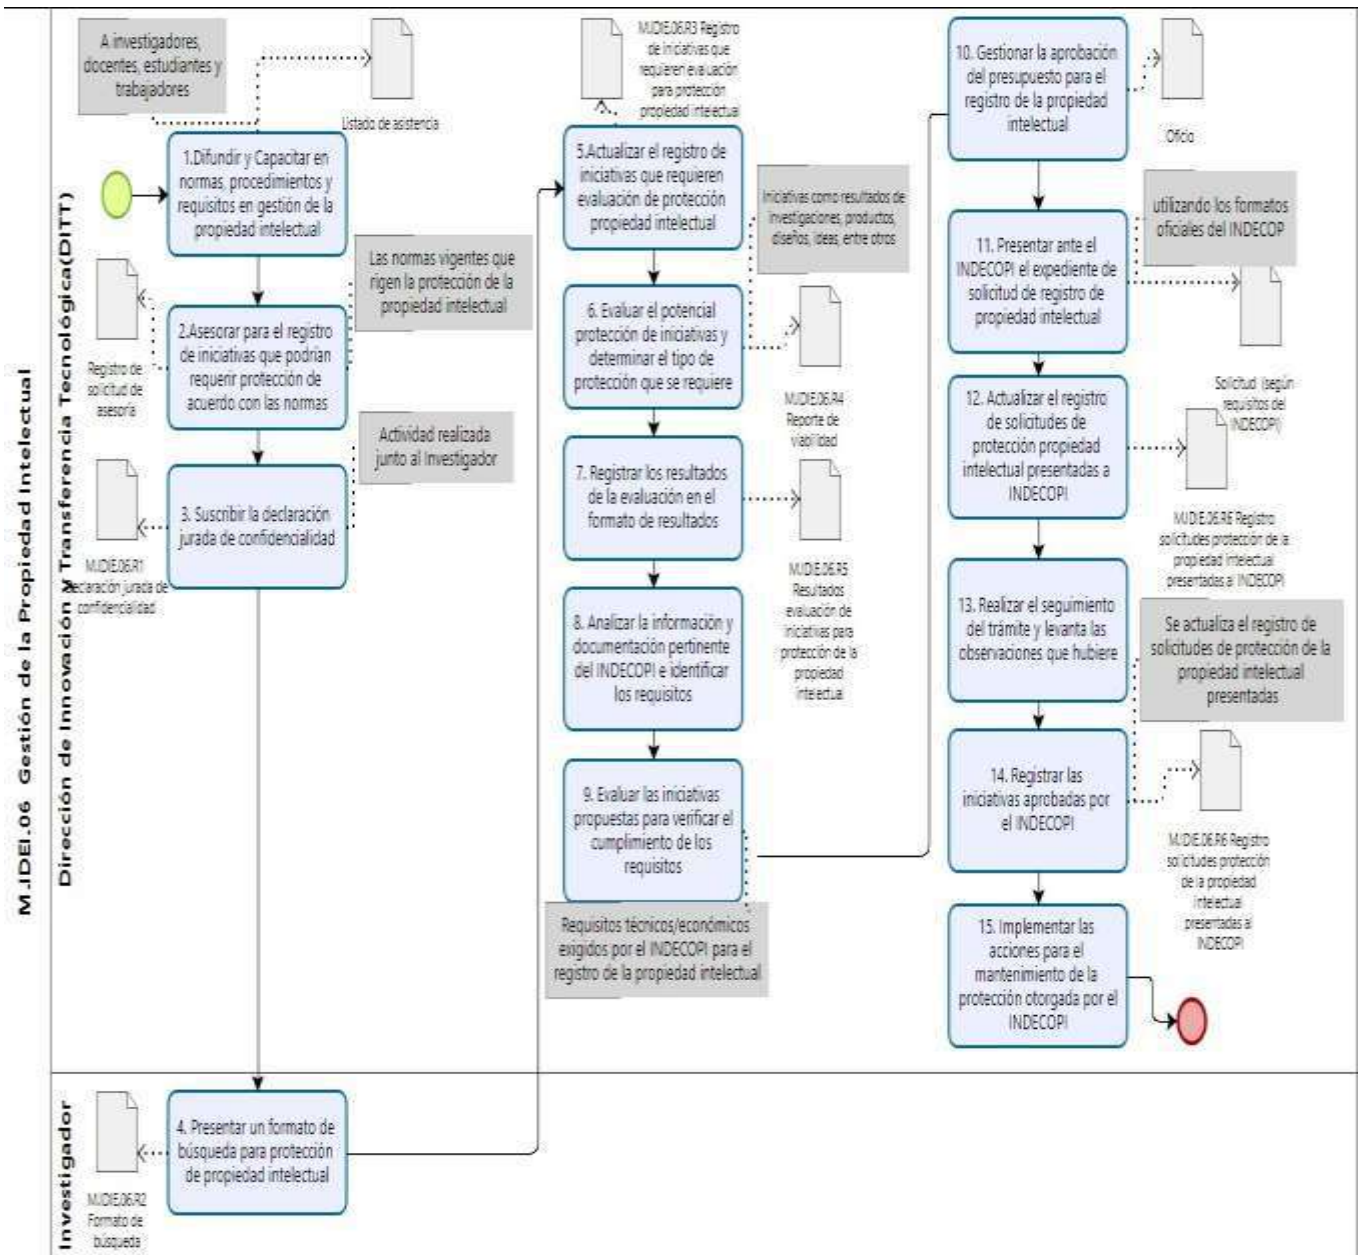 M.IDEI.06 Gestión de la Propiedad Intelectual
Dirección de Innovación y Transferencia Tecnológica(DITT)
A investigadores,
docentes, estudiantes y
trabajadores
Listado de asistencia
1.Difundir y Capacitar en
normas, procedimientos y
requisitos en gestión de la
propiedad intelectual
Las normas vigentes que
rigen la protección de la
propiedad intelectual
Registro de
solicitud de
asesoría
2.Asesorar para el registro
de iniciativas que podrían
requerir protección de
acuerdo con las normas
Actividad realizada
junto al Investigador
3. Suscribir la declaración
jurada de confidencialidad
M.IDIE.06.R1
Declaración jurada de
confidencialidad
Investigador
4. Presentar un formato de
búsqueda para protección
de propiedad intelectual
M.IDIE.06.R2
Formato de
búsqueda
M.IDIE.06.R3 Registro
de iniciativas que
requieren evaluación
para protección
propiedad intelectual
5.Actualizar el registro de
iniciativas que requieren
evaluación de protección
propiedad intelectual
Iniciativas como resultados de
investigaciones, productos,
diseños, ideas, entre otros
6. Evaluar el potencial
protección de iniciativas y
determinar el tipo de
protección que se requiere
M.IDIE.06.R4
Reporte de
viabilidad
7. Registrar los resultados
de la evaluación en el
formato de resultados
M.IDIE.06.R5
Resultados
evaluación de
iniciativas para
protección de la
propiedad
intelectual
8. Analizar la información y
documentación pertinente
del INDECOPI e identificar
los requisitos
9. Evaluar las iniciativas
propuestas para verificar el
cumplimiento de los
requisitos
Requisitos técnicos/económicos
exigidos por el INDECOPI para el
registro de la propiedad intelectual
10. Gestionar la aprobación
del presupuesto para el
registro de la propiedad
intelectual
Oficio
utilizando los formatos
oficiales del INDECOP
11. Presentar ante el
INDECOPI el expediente de
solicitud de registro de
propiedad intelectual
Solicitud (según
requisitos del
INDECOPI)
12. Actualizar el registro
de solicitudes de
protección propiedad
intelectual presentadas a
INDECOPI
M.IDIE.06.R6 Registro
solicitudes protección de la
propiedad intelectual
presentadas al INDECOPI
13. Realizar el seguimiento
del trámite y levanta las
observaciones que hubiere
Se actualiza el registro de
solicitudes de protección de la
propiedad intelectual
presentadas
14. Registrar las
iniciativas aprobadas por
el INDECOPI
M.IDIE.06.R6 Registro
solicitudes protección
de la propiedad
intelectual
presentadas al
INDECOPI
15. Implementar las
acciones para el
mantenimiento de la
protección otorgada por el
INDECOPI